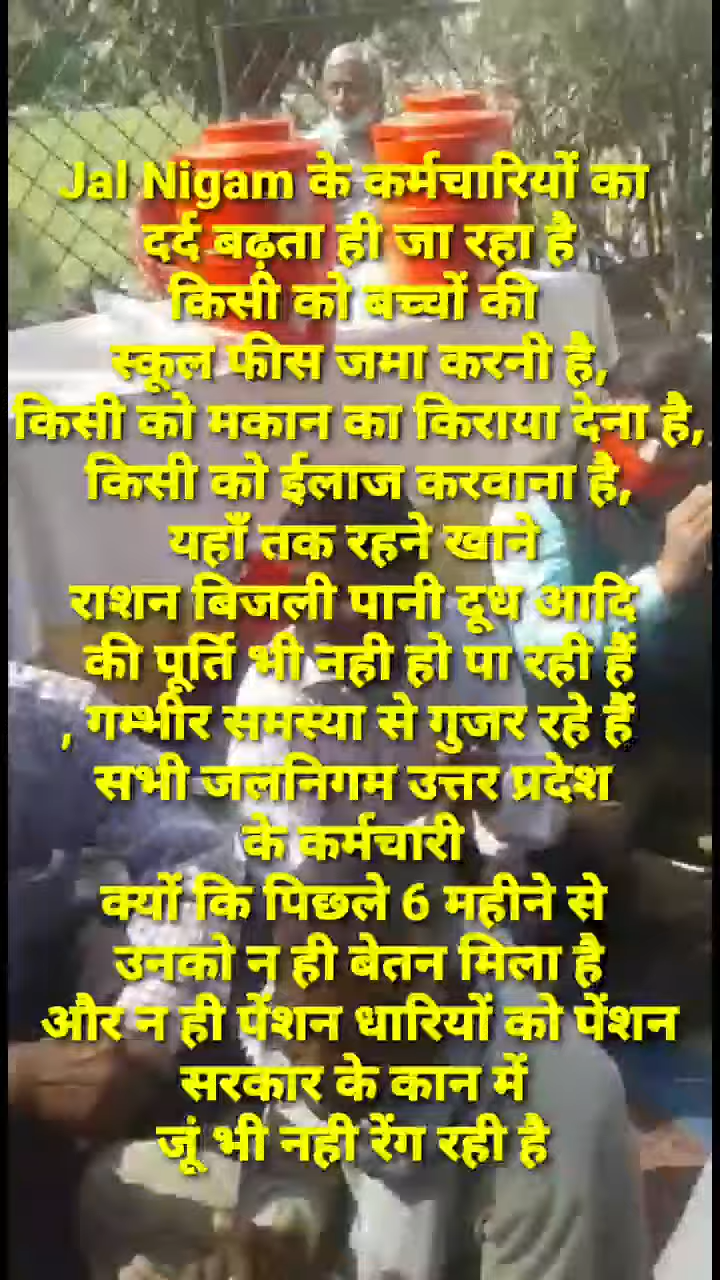 Jal Nigam के कर्मचारियों का
दर्द बढ़ता ही जा रहा है
किसी को बच्चों की
स्कूल फीस जमा करनी है,
किसी को मकान का किराया देना है,
किसी को ईलाज करवाना है,
यहाँ तक रहने खाने
राशन बिजली पानी दूध आदि
की पूर्ति भी नही हो पा रही हैं
, गम्भीर समस्या से गुजर रहे हैं
सभी जलनिगम उत्तर प्रदेश
के कर्मचारी
क्यों कि पिछले 6 महीने से
उनको न ही बेतन मिला है
और न ही पेंशन धारियों को पेंशन
सरकार के कान में
जूं भी नही रेंग रही है